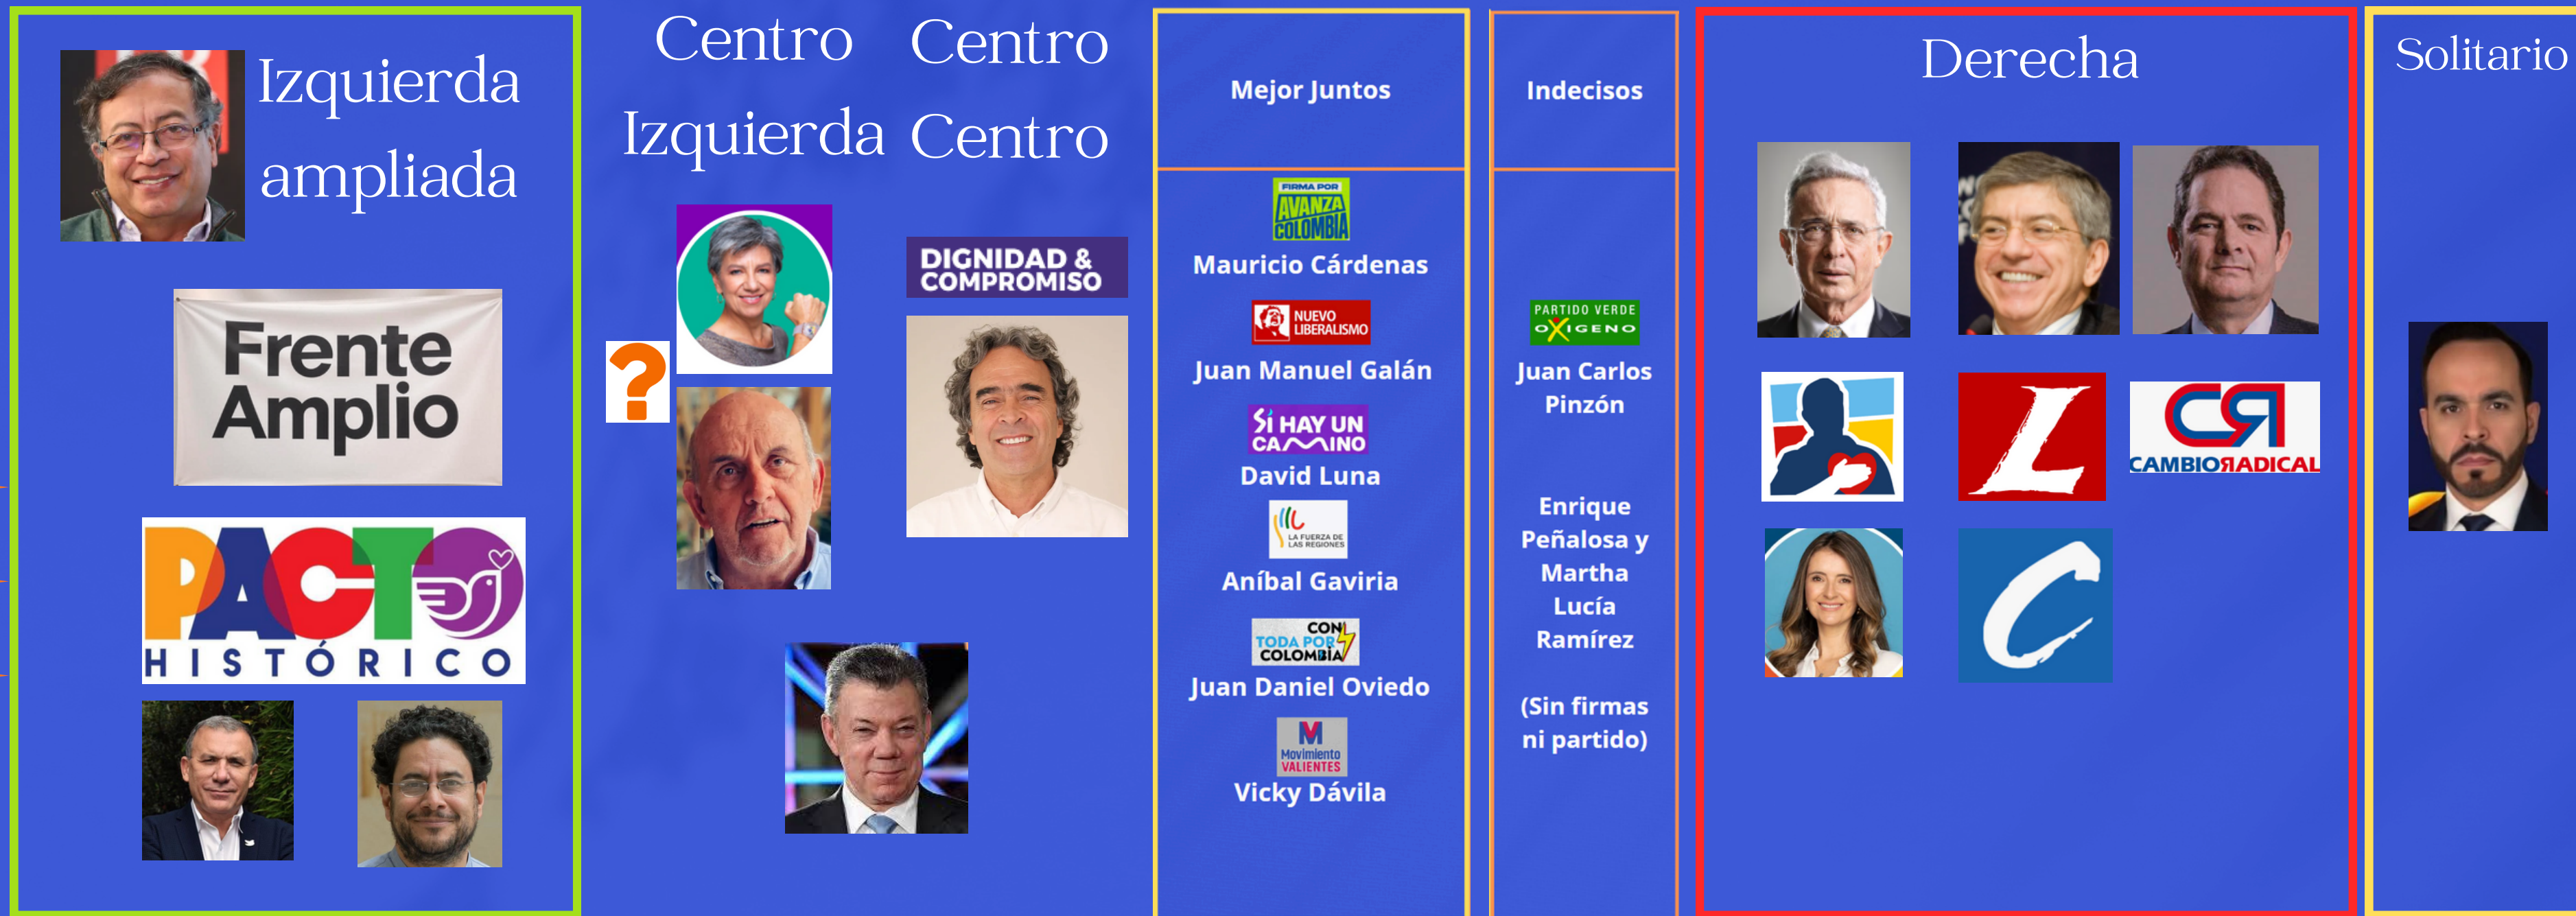 Izquierda
ampliada
Frente
Amplio
PACTO
HISTÓRICO
Centro
Izquierda
?
Centro
Centro
DIGNIDAD &
COMPROMISO
Mejor Juntos
FIRMA POR
AVANZA
COLOMBIA
Mauricio Cárdenas
NUEVO
LIBERALISMO
Juan Manuel Galán
SÍ HAY UN
CAMINO
David Luna
LA FUERZA DE
LAS REGIONES
Aníbal Gaviria
CON
TODA POR
COLOMBIA
Juan Daniel Oviedo
M
Movimiento
VALIENTES
Vicky Dávila
Indecisos
PARTIDO VERDE
OXIGENO
Juan Carlos
Pinzón
Enrique
Peñalosa y
Martha
Lucía
Ramírez
(Sin firmas
ni partido)
Derecha
L
CR
CAMBIO RADICAL
C
Solitario